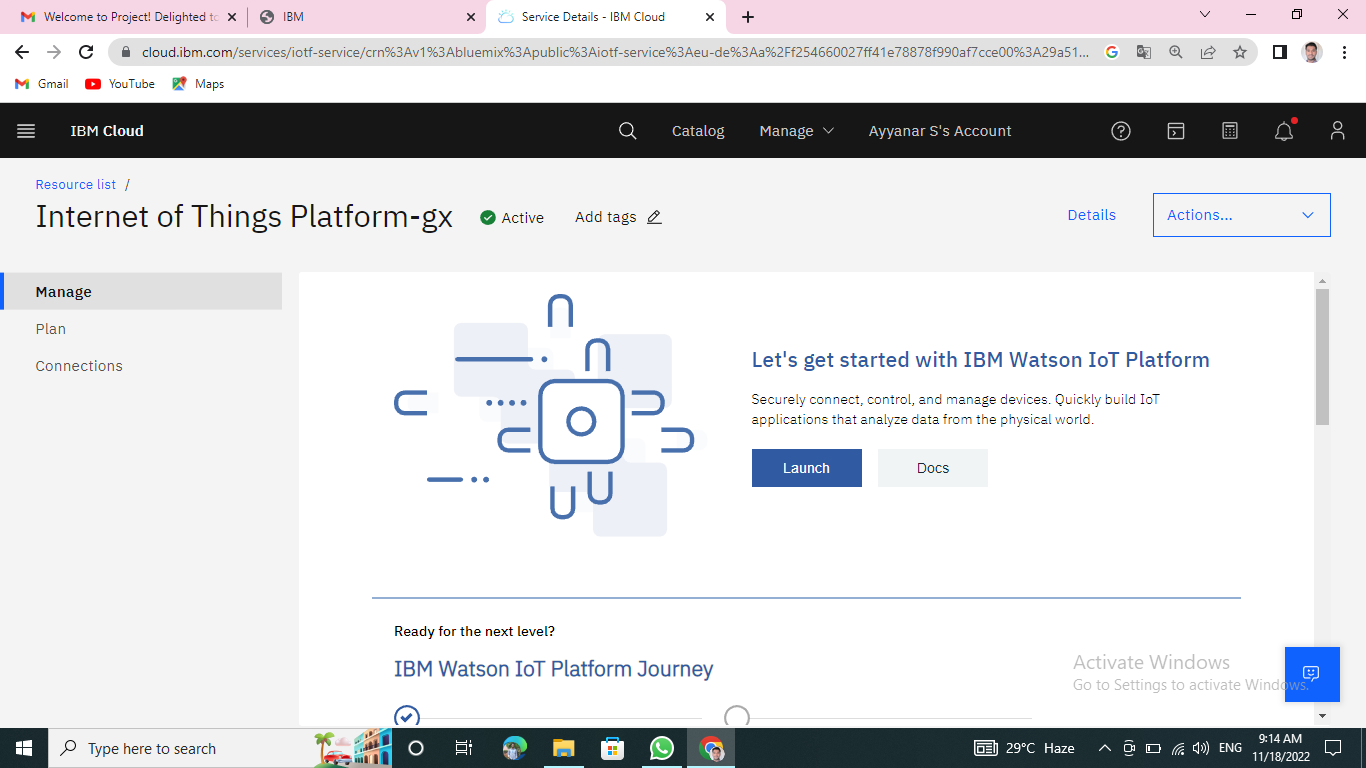 Welcome to Project! Delighted to
IBM
Service Details - IBM Cloud
cloud.ibm.com/services/iotf-service/crn%3Av1%3Abluemix%3Apublic%3Aiotf-service%3Aeu-de%3Aa%2Ff254660027ff41e78878f990af7cce00%3A29a51...
Gmail
YouTube
Maps
IBM Cloud
Catalog
Manage
Ayyanar S's Account
Resource list /
Internet of Things Platform-gx
Active
Add tags
Details
Actions...
Manage
Plan
Connections
Let's get started with IBM Watson IoT Platform
Securely connect, control, and manage devices. Quickly build IoT
applications that analyze data from the physical world.
Launch
Docs
Ready for the next level?
IBM Watson IoT Platform Journey
Activate Windows
Go to Settings to activate Windows.
Type here to search
29°C Haze
ENG
9:14 AM
11/18/2022